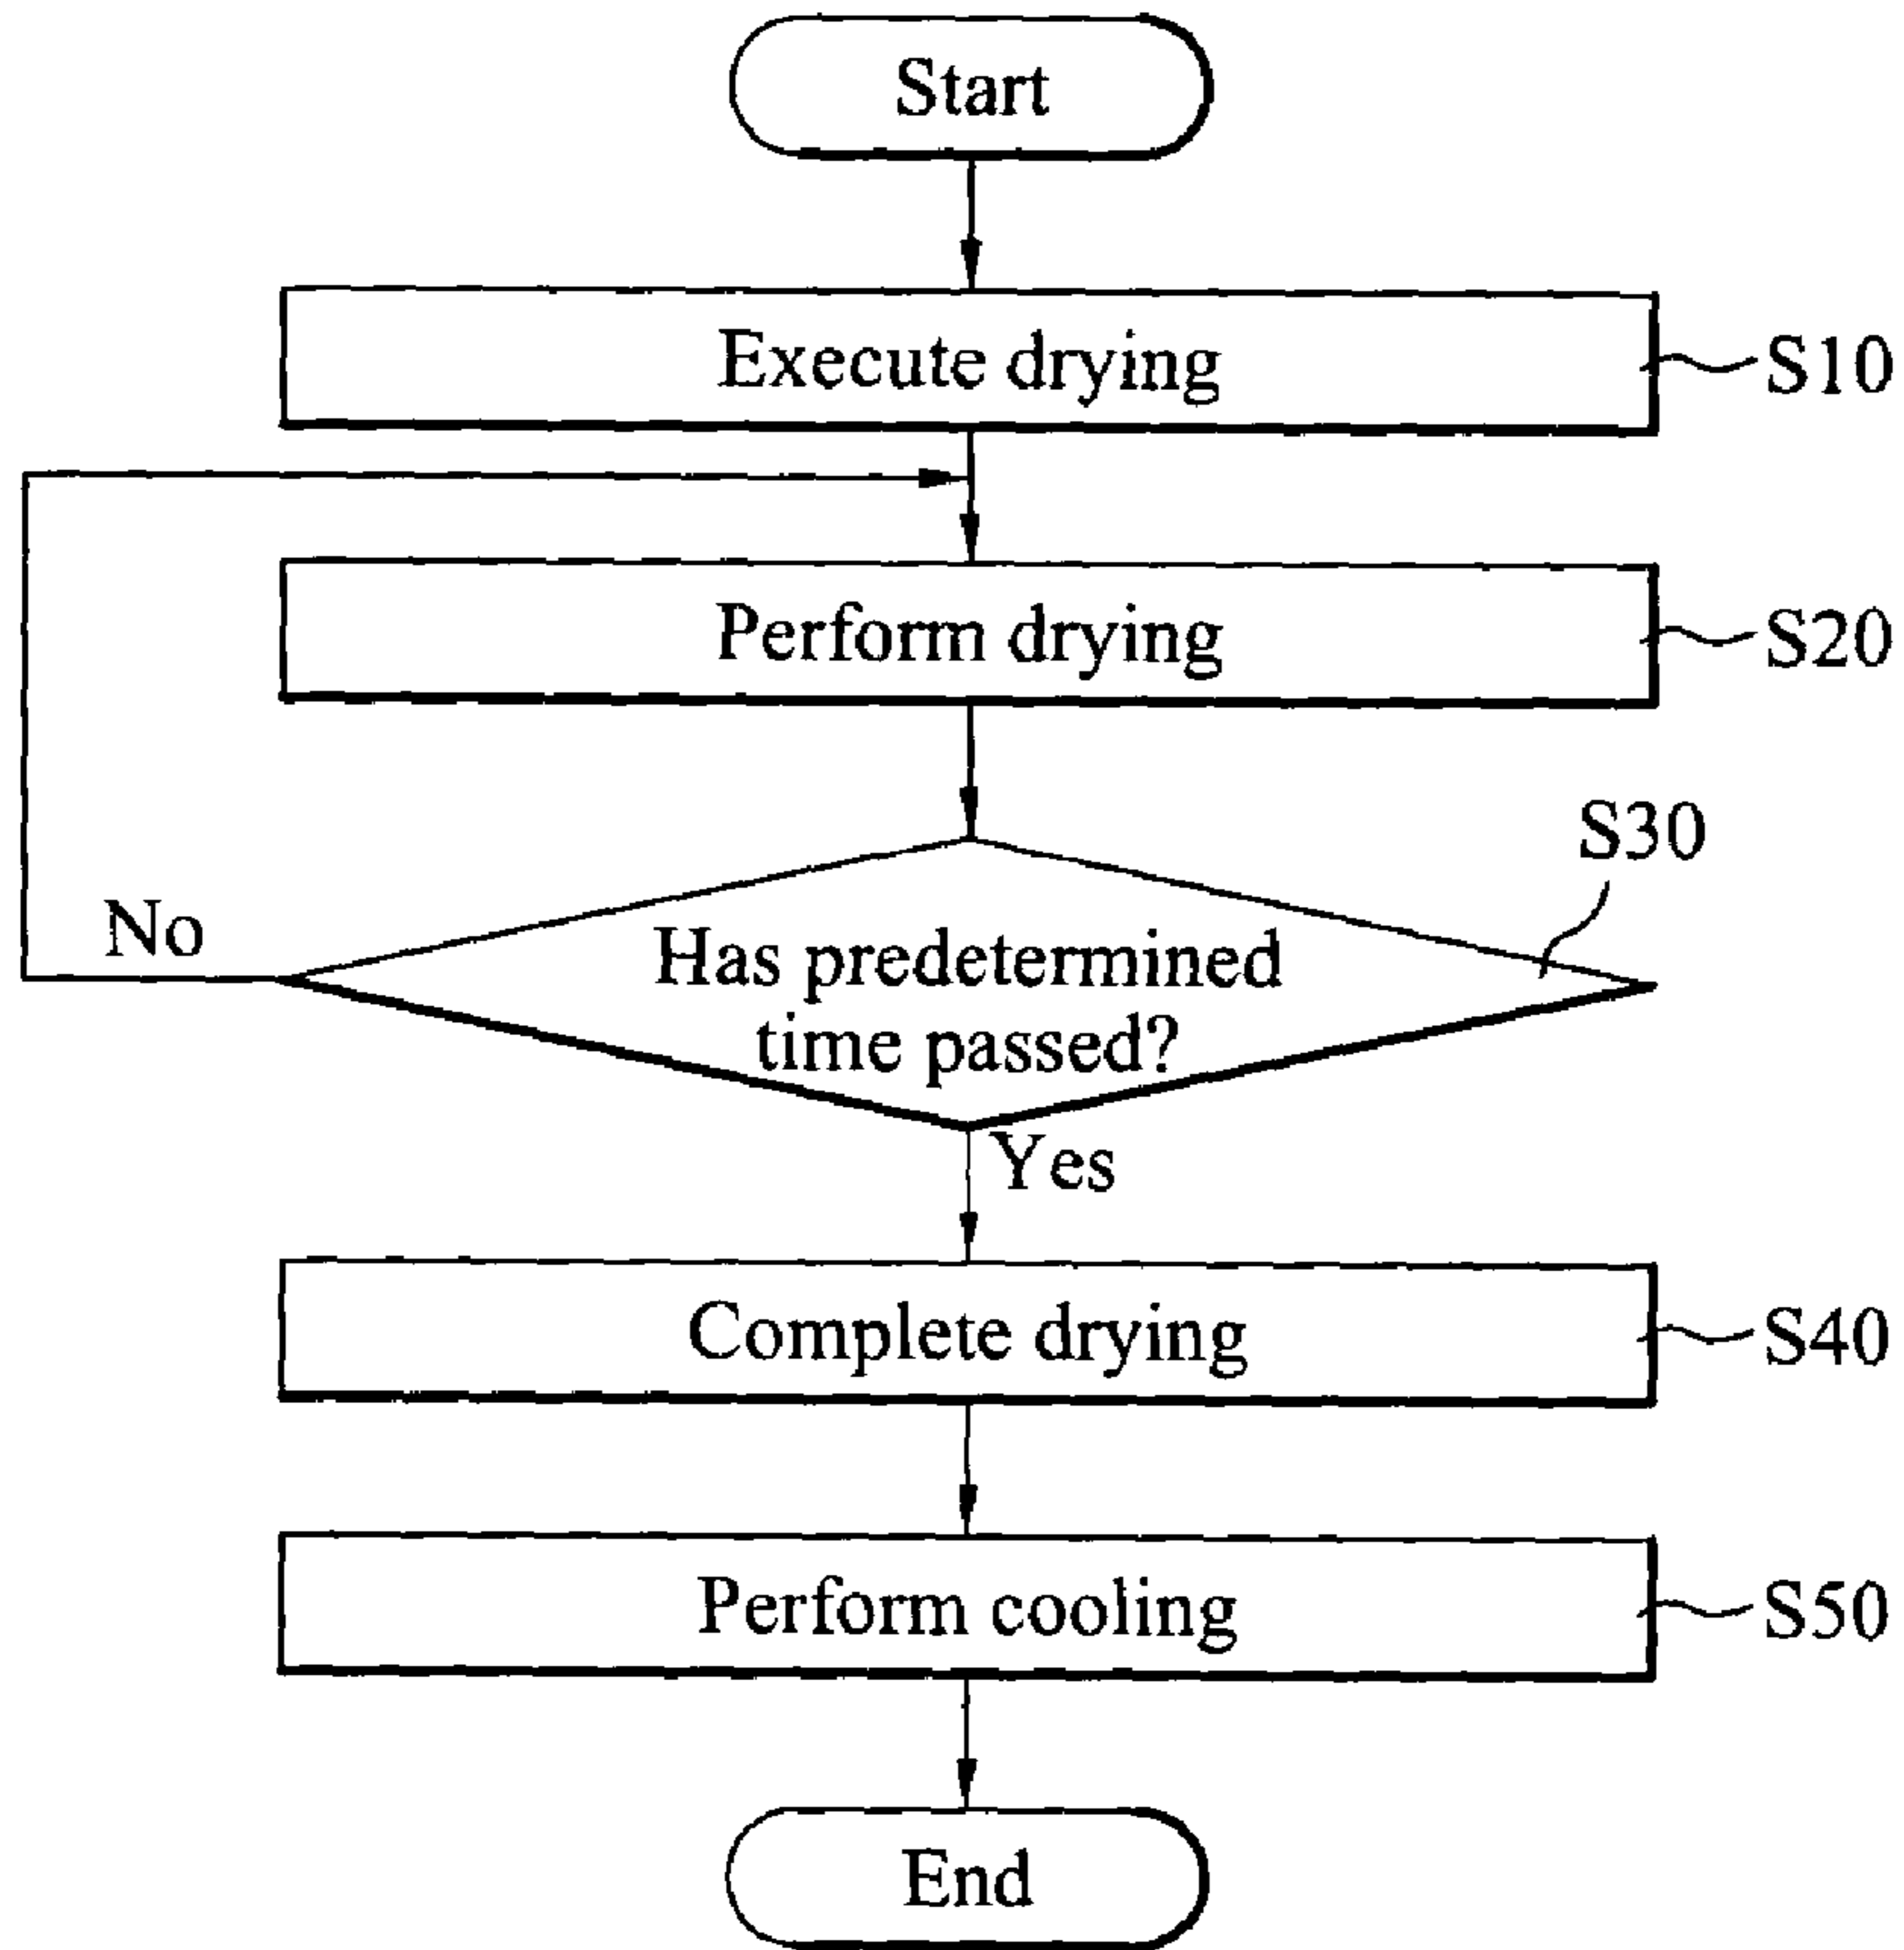 Start
Execute drying
S10
Perform drying
S20
S30
No
Has predetermined
time passed?
Yes
Complete drying
S40
Perform cooling
S50
End